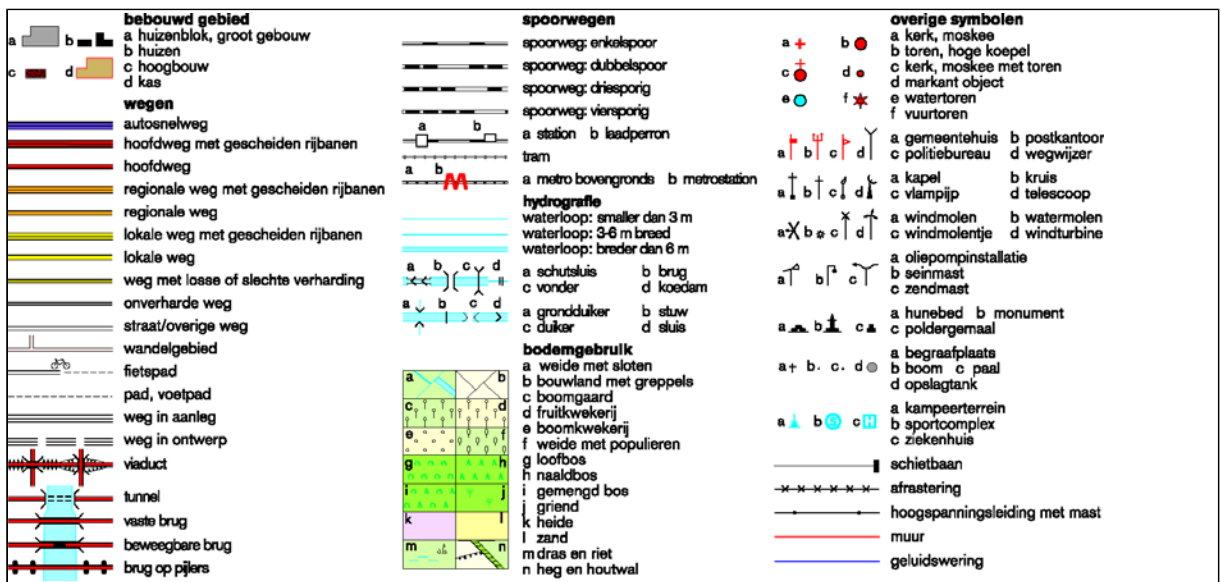 bebouwd gebied
a b
a huizenblok, groot gebouw
b huizen
c d
c hoogbouw
d kas
wegen
autosnelweg
hoofdweg met gescheiden rijbanen
hoofdweg
regionale weg met gescheiden rijbanen
regionale weg
lokale weg met gescheiden rijbanen
lokale weg
weg met losse of slechte verharding
onverharde weg
straat/overige weg
wandelgebied
fietspad
pad, voetpad
weg in aanleg
weg in ontwerp
viaduct
tunnel
vaste brug
beweegbare brug
brug op pijlers
spoorwegen
spoorweg: enkelspoor
spoorweg: dubbelspoor
spoorweg: driesporig
spoorweg: viersporig
a b
a station b laadperron
tram
a b
M
a metro bovengronds b metrostation
hydrografie
waterloop: smaller dan 3 m
waterloop: 3-6 m breed
waterloop: breder dan 6 m
a b c d
a schutsluis b brug
c vonder d koedam
a b c d
a grondduiker b stuw
c duiker d sluis
bodemgebruik
a b
c d
e f
g h
i j
k l
m n
a weide met sloten
b bouwland met greppels
c boomgaard
d fruitkwekerij
e boomkwekerij
f weide met populieren
g loofbos
h naaldbos
i gemengd bos
j griend
k heide
l zand
m dras en riet
n heg en houtwal
overige symbolen
a b
a kerk, moskee
b toren, hoge koepel
c d
c kerk, moskee met toren
d markant object
e f
e watertoren
f vuurtoren
a b c d
a gemeentehuis b postkantoor
c politiebureau d wegwijzer
a b c d
a kapel b kruis
c vlampijp d telescoop
a b c d
a windmolen b watermolen
c windmolentje d windturbine
a b c
a oliepompinstallatie
b seinmast
c zendmast
a b c
a hunebed b monument
c poldergemaal
a b. c. d
a begraafplaats
b boom c paal
d opslagtank
a b S c H
a kampeerterrein
b sportcomplex
c ziekenhuis
schietbaan
afrastering
hoogspanningsleiding met mast
muur
geluidswering